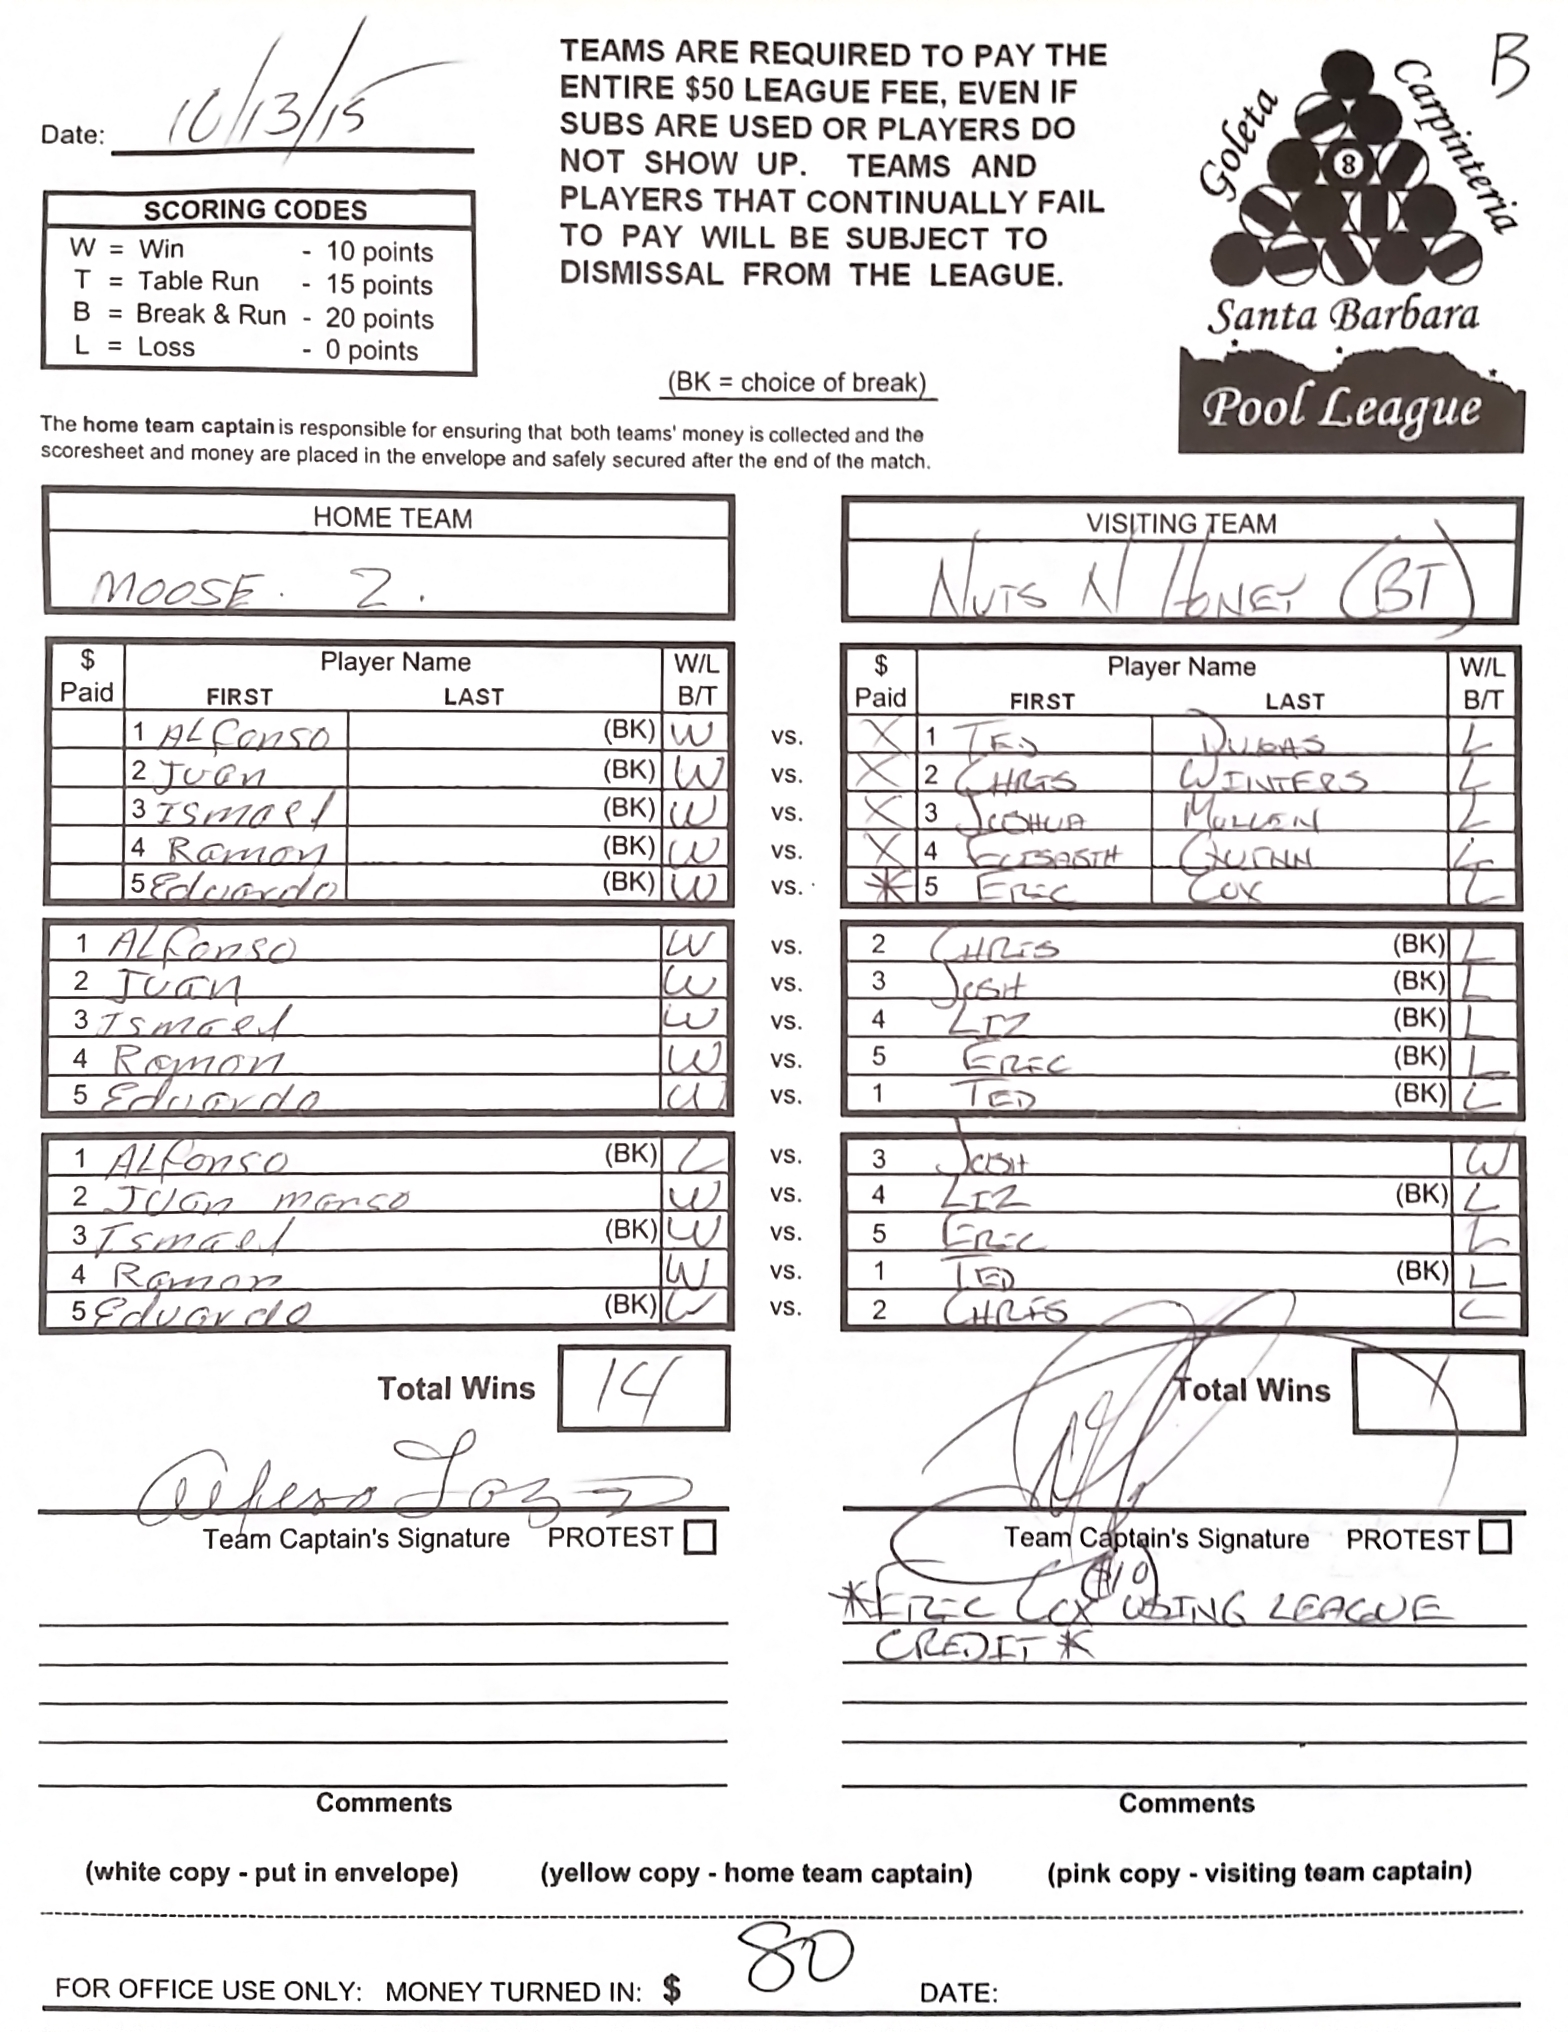 B
Date: 10/13/15
TEAMS ARE REQUIRED TO PAY THE
ENTIRE $50 LEAGUE FEE, EVEN IF
SUBS ARE USED OR PLAYERS DO
NOT SHOW UP. TEAMS AND
PLAYERS THAT CONTINUALLY FAIL
TO PAY WILL BE SUBJECT TO
DISMISSAL FROM THE LEAGUE.
(BK = choice of break)
Goleta
Carpinteria
8
Santa Barbara
Pool League
SCORING CODES
W = Win - 10 points
T = Table Run - 15 points
B = Break & Run - 20 points
L = Loss - 0 points
The home team captain is responsible for ensuring that both teams' money is collected and the
scoresheet and money are placed in the envelope and safely secured after the end of the match.
HOME TEAM VISITING TEAM
MOOSE. 2. NUTS N HONEY (BT)
$ Player Name W/L $ Player Name W/L
Paid FIRST LAST B/T Paid FIRST LAST B/T
1 ALfonso (BK) W vs. X 1 TED DUKAS L
2 Juan (BK) W vs. X 2 CHRIS WINTERS L
3 Ismael (BK) W vs. X 3 JOSHUA MULLEN L
4 Ramon (BK) W vs. X 4 QUINN L
5 Eduardo (BK) W vs. * 5 ERIC COX L
1 ALfonso W vs. 2 CHRIS (BK) L
2 Juan W vs. 3 JOSH (BK) L
3 Ismael W vs. 4 LIZ (BK) L
4 Ramon W vs. 5 ERIC (BK) L
5 Eduardo W vs. 1 TED (BK) L
1 ALfonso (BK) L vs. 3 JOSH W
2 Juan manso W vs. 4 LIZ (BK) L
3 Ismael (BK) W vs. 5 ERIC L
4 Ramon W vs. 1 TED (BK) L
5 Eduardo (BK) W vs. 2 CHRIS L
Total Wins 14 Total Wins 1
Team Captain's Signature PROTEST Team Captain's Signature PROTEST
($10)
*ERIC COX USING LEAGUE
CREDIT *
Comments Comments
(white copy - put in envelope) (yellow copy - home team captain) (pink copy - visiting team captain)
FOR OFFICE USE ONLY: MONEY TURNED IN: $ 80 DATE: